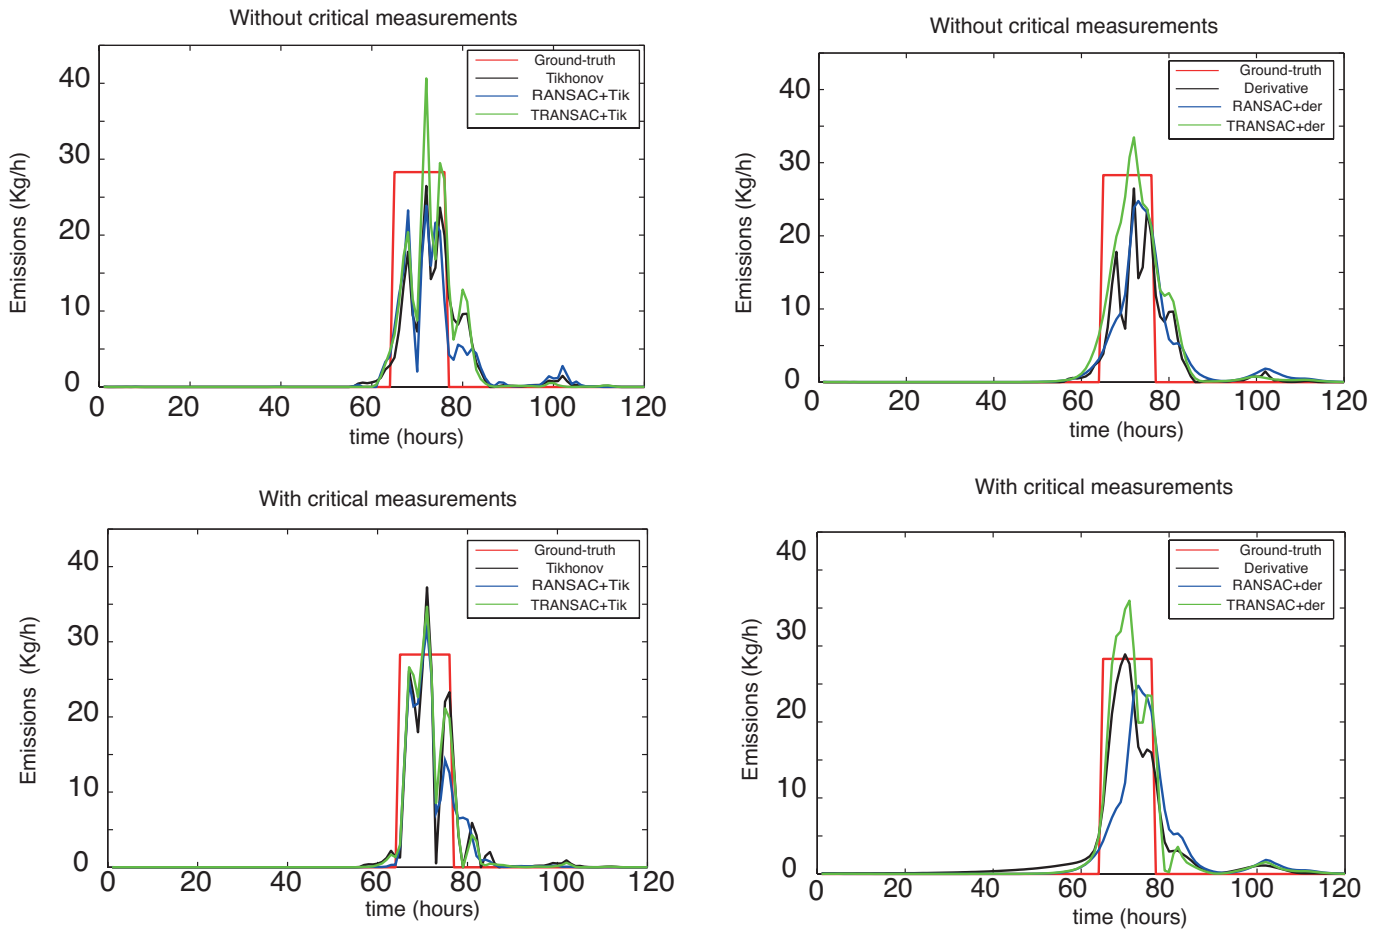 Without critical measurements
Emissions (Kg/h)
40
30
20
10
0
0 20 40 60 80 100 120
time (hours)
Ground-truth
Tikhonov
RANSAC+Tik
TRANSAC+Tik
Without critical measurements
Emissions (Kg/h)
40
30
20
10
0
0 20 40 60 80 100 120
time (hours)
Ground-truth
Derivative
RANSAC+der
TRANSAC+der
With critical measurements
Emissions (Kg/h)
40
30
20
10
0
0 20 40 60 80 100 120
time (hours)
Ground-truth
Tikhonov
RANSAC+Tik
TRANSAC+Tik
With critical measurements
Emissions (Kg/h)
40
30
20
10
0
0 20 40 60 80 100 120
time (hours)
Ground-truth
Derivative
RANSAC+der
TRANSAC+der